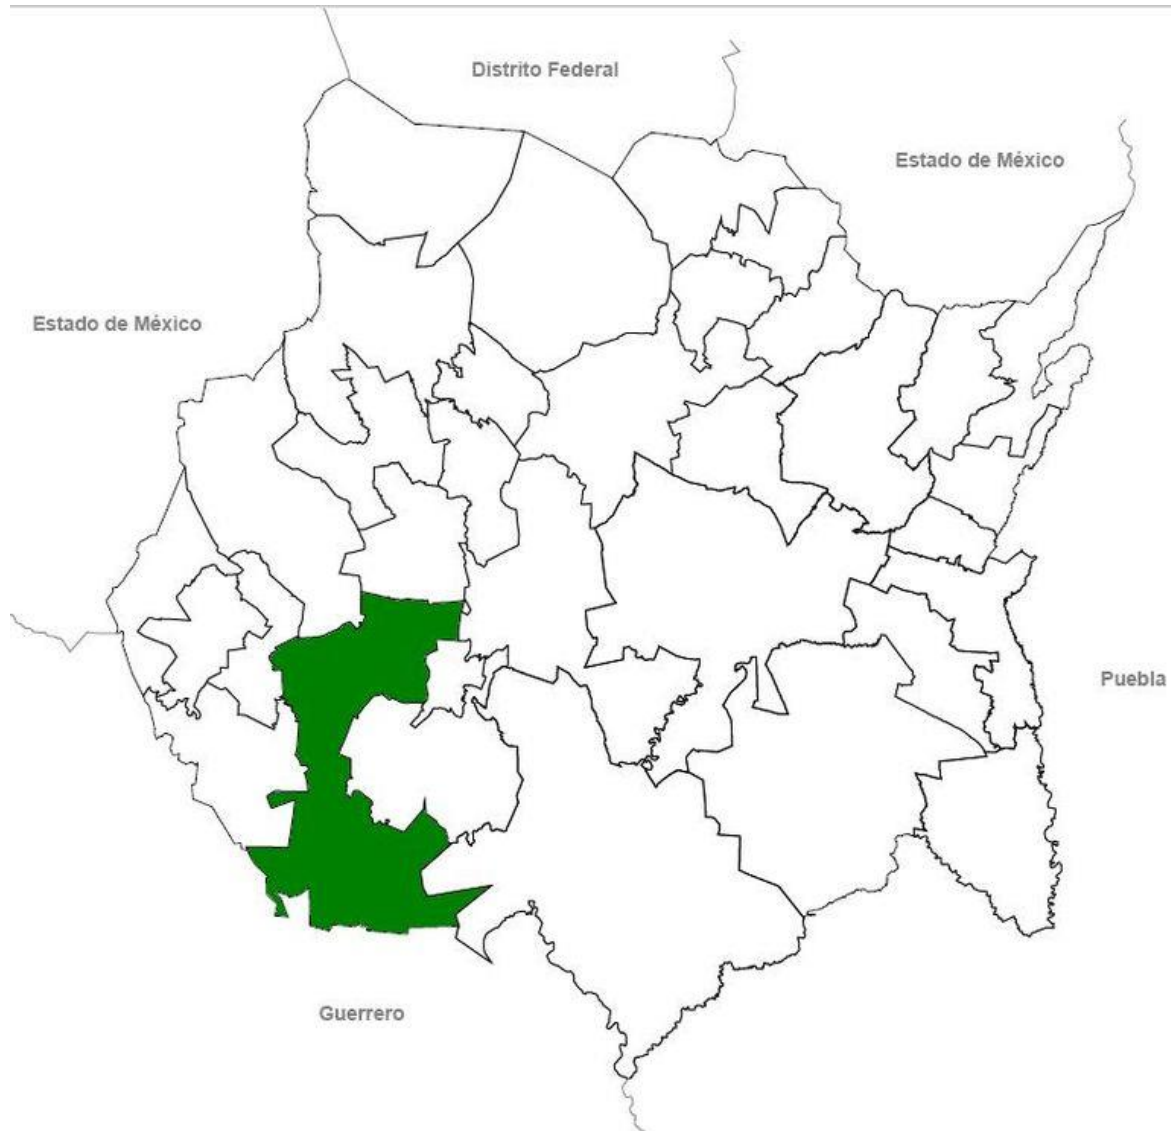 Distrito Federal
Estado de México
Estado de México
Puebla
Guerrero